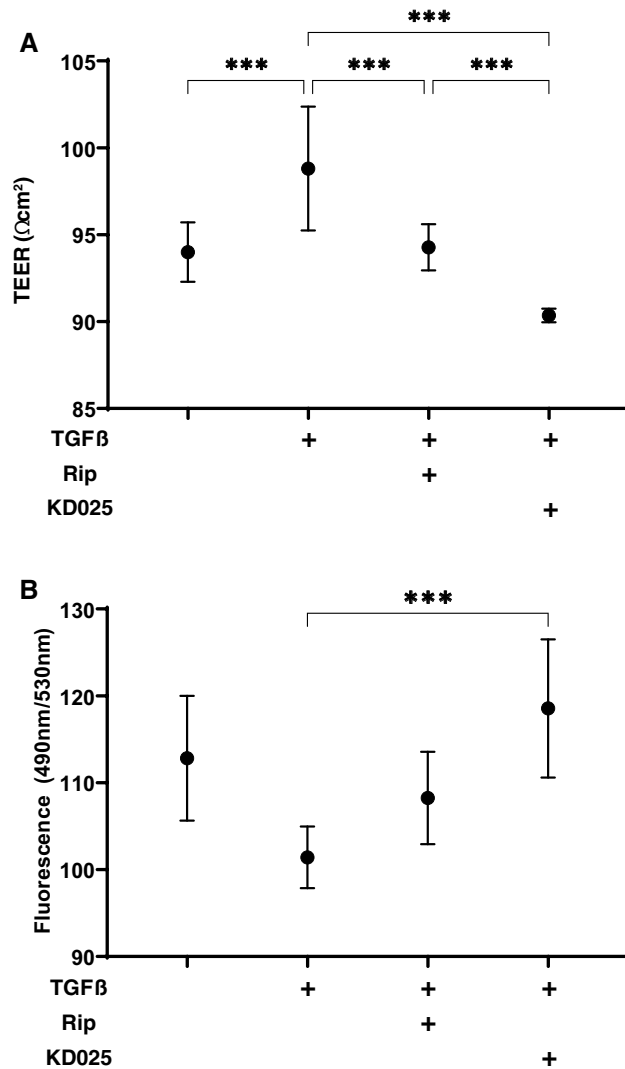 A
***
*** *** ***
105
100
95
90
85
TEER (Ωcm²)
TGFß + + +
Rip +
KD025 +
B
***
130
120
110
100
90
Fluorescence (490nm/530nm)
TGFß + + +
Rip +
KD025 +